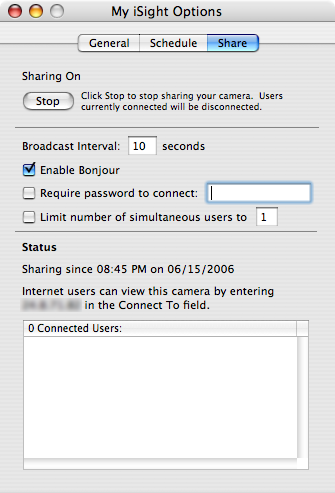 My iSight Options
General Schedule Share
Sharing On
Stop
Click Stop to stop sharing your camera. Users
currently connected will be disconnected.
Broadcast Interval: 10 seconds
Enable Bonjour
Require password to connect:
Limit number of simultaneous users to 1
Status
Sharing since 08:45 PM on 06/15/2006
Internet users can view this camera by entering
in the Connect To field.
0 Connected Users: